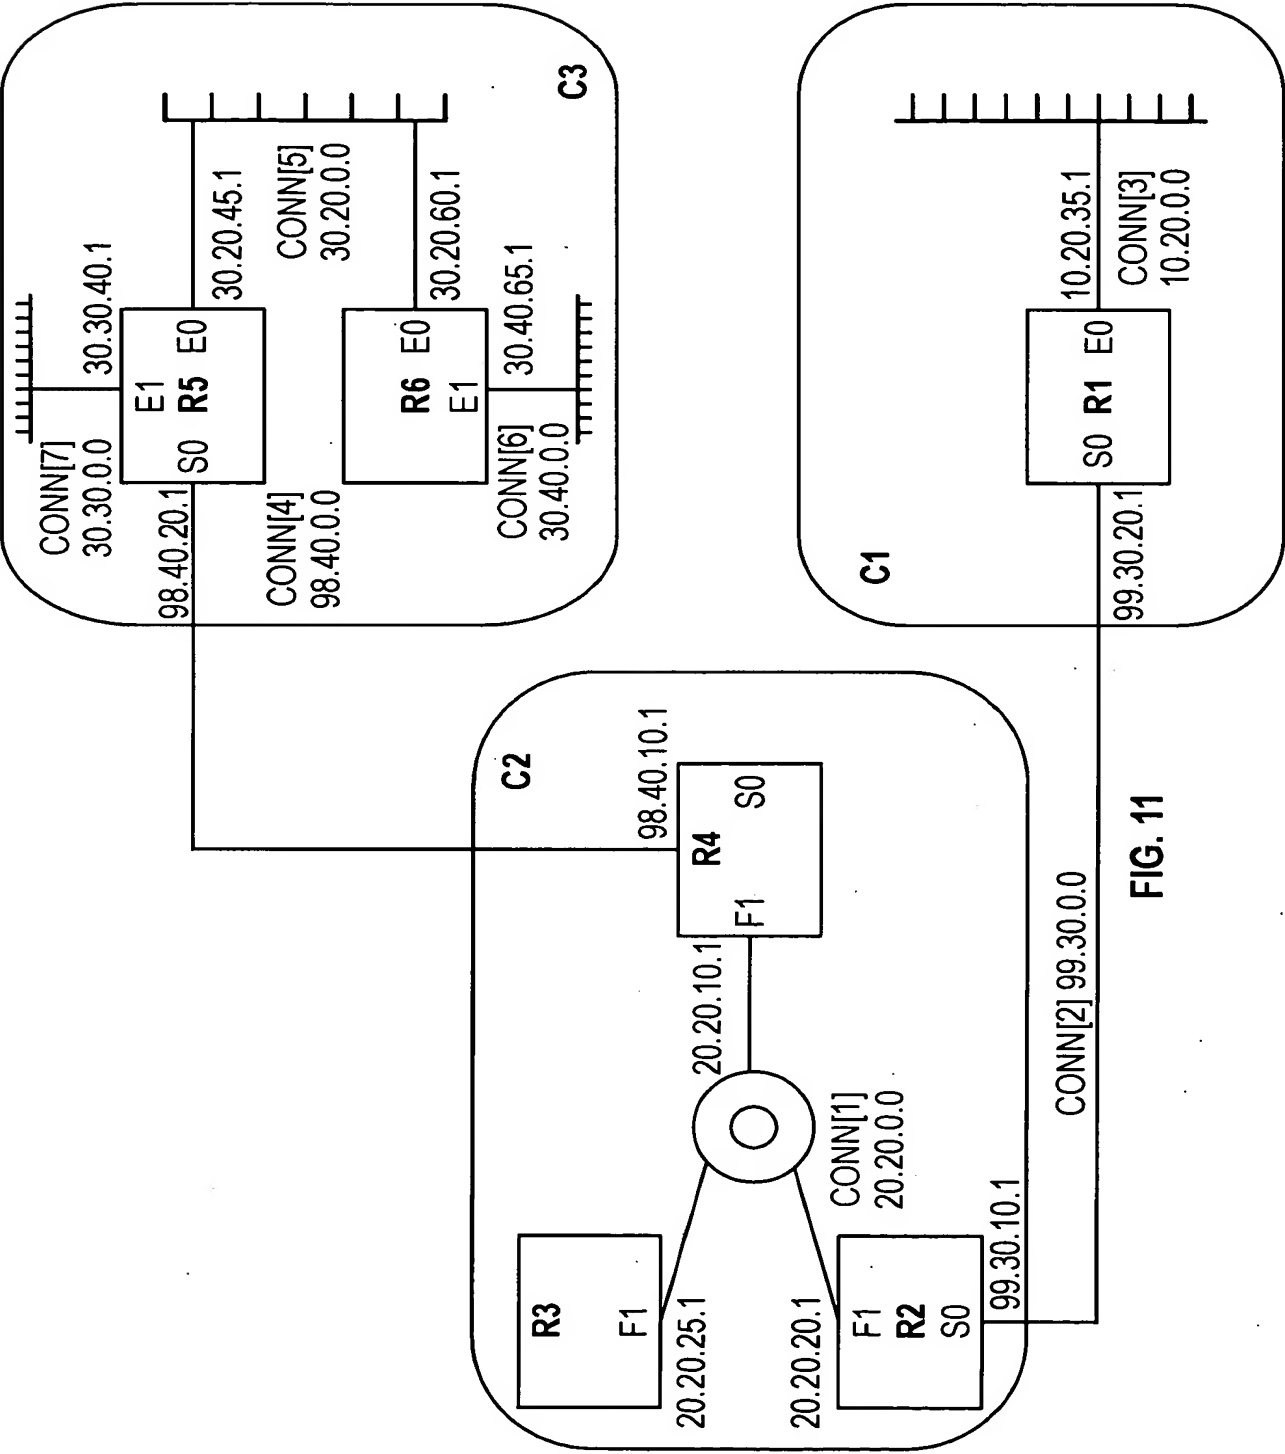 C2
R3
F1
20.20.25.1
20.20.20.1
F1
R2
S0
99.30.10.1
CONN[1]
20.20.0.0
20.20.10.1
F1
R4
S0
98.40.10.1
CONN[2] 99.30.0.0
C3
CONN[7]
30.30.0.0
30.30.40.1
E1
S0 R5 E0
98.40.20.1
30.20.45.1
CONN[4]
98.40.0.0
CONN[5]
30.20.0.0
R6 E0
E1
30.20.60.1
CONN[6]
30.40.0.0
30.40.65.1
C1
S0 R1 E0
99.30.20.1
10.20.35.1
CONN[3]
10.20.0.0
FIG. 11